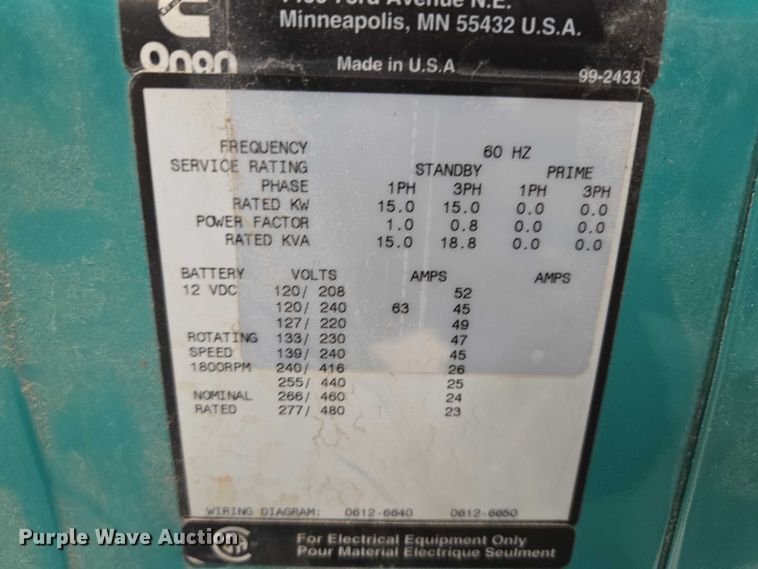 Avenue N.E.
Minneapolis, MN 55432 U.S.A.
Onan
Made in U.S.A
99-2433
FREQUENCY 60 HZ
SERVICE RATING STANDBY PRIME
PHASE 1PH 3PH 1PH 3PH
RATED KW 15.0 15.0 0.0 0.0
POWER FACTOR 1.0 0.8 0.0 0.0
RATED KVA 15.0 18.8 0.0 0.0
BATTERY VOLTS AMPS AMPS
12 VDC 120/ 208 52
120/ 240 63 45
127/ 220 49
ROTATING 133/ 230 47
SPEED 139/ 240 45
1800RPM 240/ 416 26
255/ 440 25
NOMINAL 266/ 460 24
RATED 277/ 480 23
WIRING DIAGRAM: 0612-6640 0612-6650
For Electrical Equipment Only
Pour Material Electrique Seulment
Purple Wave Auction